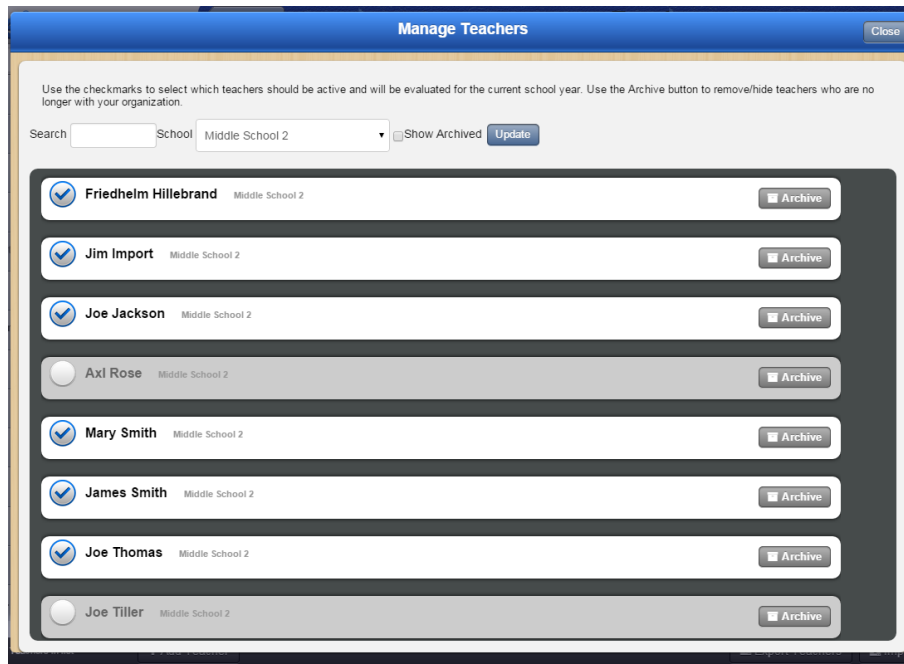 Manage Teachers
Close
Use the checkmarks to select which teachers should be active and will be evaluated for the current school year. Use the Archive button to remove/hide teachers who are no
longer with your organization.
Search School Middle School 2 Show Archived Update
Friedhelm Hillebrand Middle School 2 Archive
Jim Import Middle School 2 Archive
Joe Jackson Middle School 2 Archive
Axl Rose Middle School 2 Archive
Mary Smith Middle School 2 Archive
James Smith Middle School 2 Archive
Joe Thomas Middle School 2 Archive
Joe Tiller Middle School 2 Archive